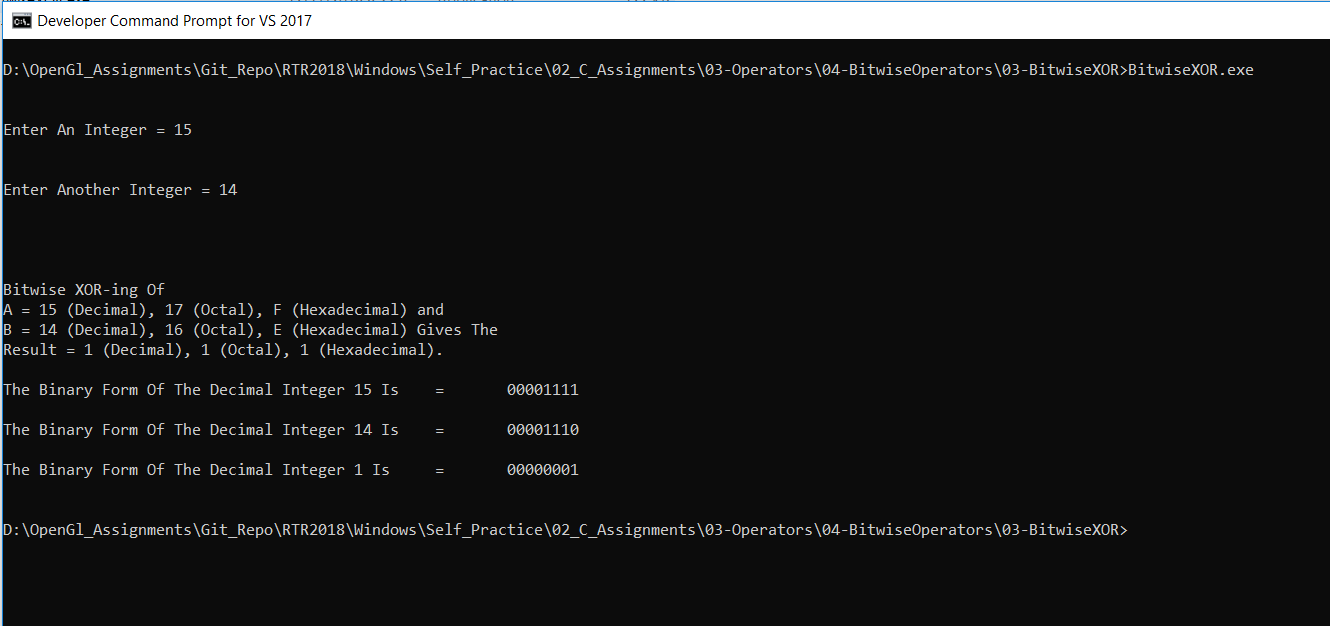 Developer Command Prompt for VS 2017
D:\OpenGl_Assignments\Git_Repo\RTR2018\Windows\Self_Practice\02_C_Assignments\03-Operators\04-BitwiseOperators\03-BitwiseXOR>BitwiseXOR.exe
Enter An Integer = 15
Enter Another Integer = 14
Bitwise XOR-ing Of
A = 15 (Decimal), 17 (Octal), F (Hexadecimal) and
B = 14 (Decimal), 16 (Octal), E (Hexadecimal) Gives The
Result = 1 (Decimal), 1 (Octal), 1 (Hexadecimal).
The Binary Form Of The Decimal Integer 15 Is    =       00001111
The Binary Form Of The Decimal Integer 14 Is    =       00001110
The Binary Form Of The Decimal Integer 1 Is     =       00000001
D:\OpenGl_Assignments\Git_Repo\RTR2018\Windows\Self_Practice\02_C_Assignments\03-Operators\04-BitwiseOperators\03-BitwiseXOR>